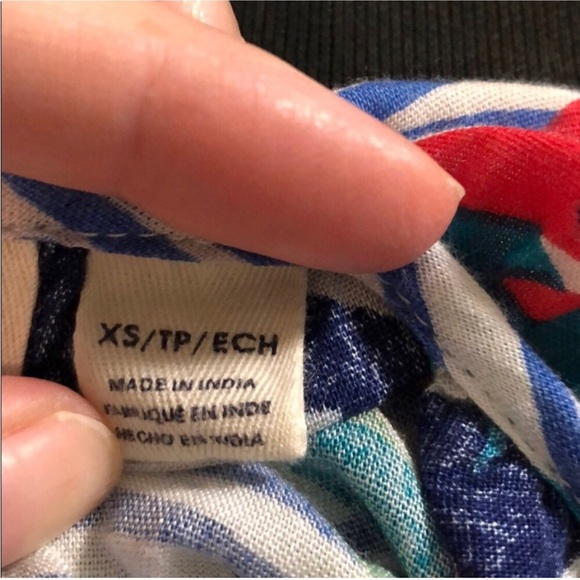 XS/TP/ECH
MADE IN INDIA
FABRIQUÉ EN INDE
HECHO EN INDIA